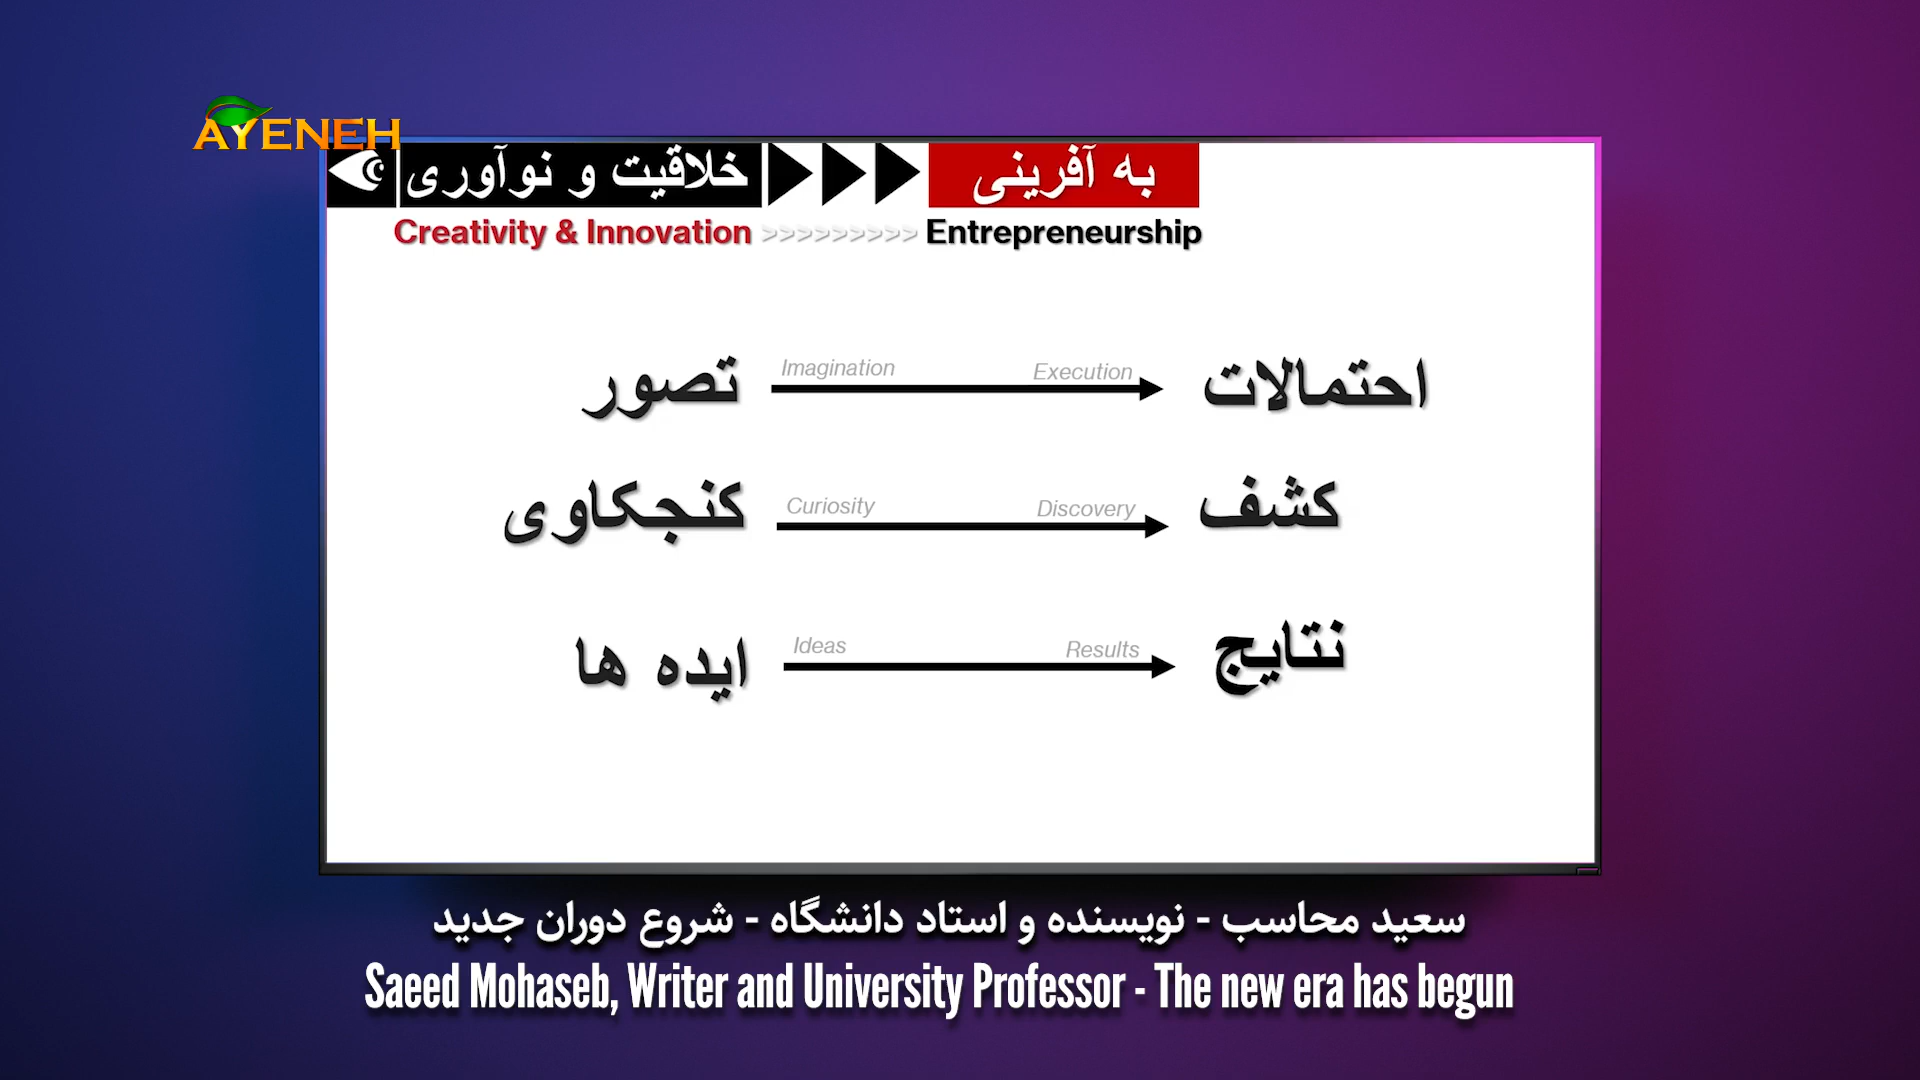 AYENEH
خلاقیت و نوآوری
به آفرینی
Creativity & Innovation >>>>>>>>> Entrepreneurship
تصور Imagination Execution احتمالات
کنجکاوی Curiosity Discovery کشف
ایده ها Ideas Results نتایج
سعید محاسب - نویسنده و استاد دانشگاه - شروع دوران جدید
Saeed Mohaseb, Writer and University Professor - The new era has begun